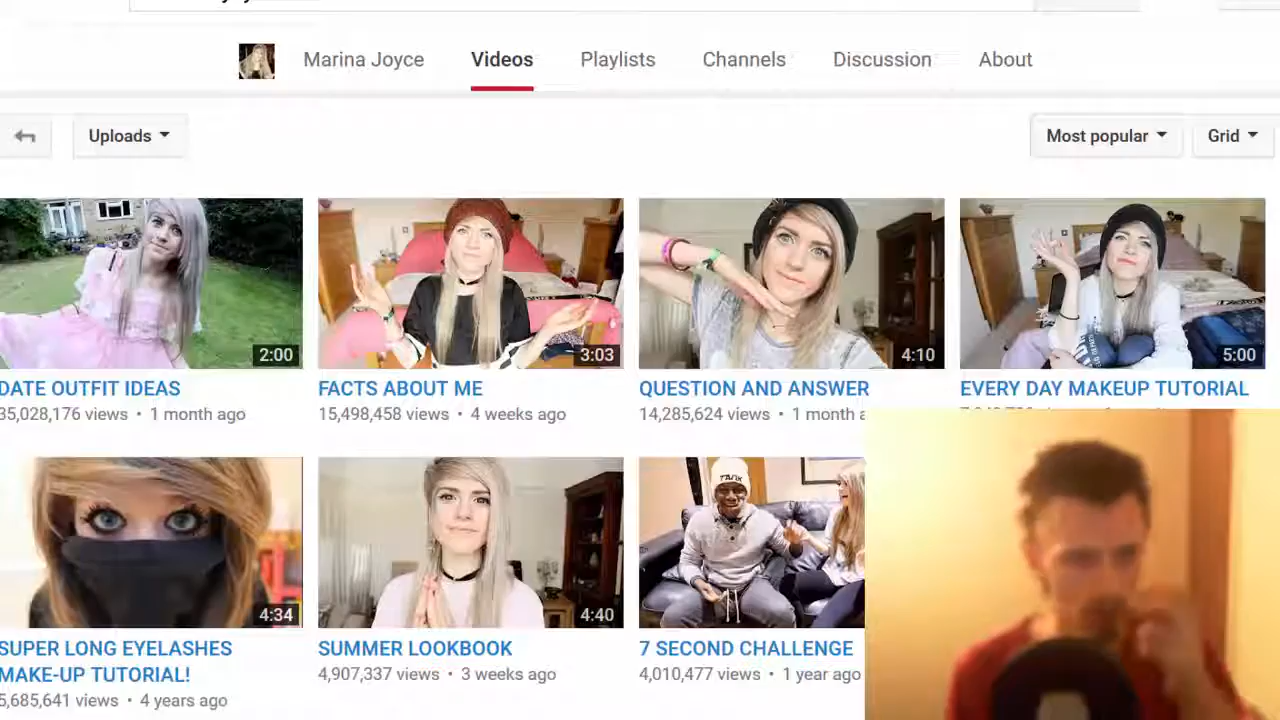 Marina Joyce Videos Playlists Channels Discussion About
Uploads Most popular Grid
2:00 3:03 4:10 5:00
DATE OUTFIT IDEAS FACTS ABOUT ME QUESTION AND ANSWER EVERY DAY MAKEUP TUTORIAL
35,028,176 views • 1 month ago 15,498,458 views • 4 weeks ago 14,285,624 views • 1 month a
4:34 4:40
SUPER LONG EYELASHES SUMMER LOOKBOOK 7 SECOND CHALLENGE
MAKE-UP TUTORIAL! 4,907,337 views • 3 weeks ago 4,010,477 views • 1 year ago
5,685,641 views • 4 years ago